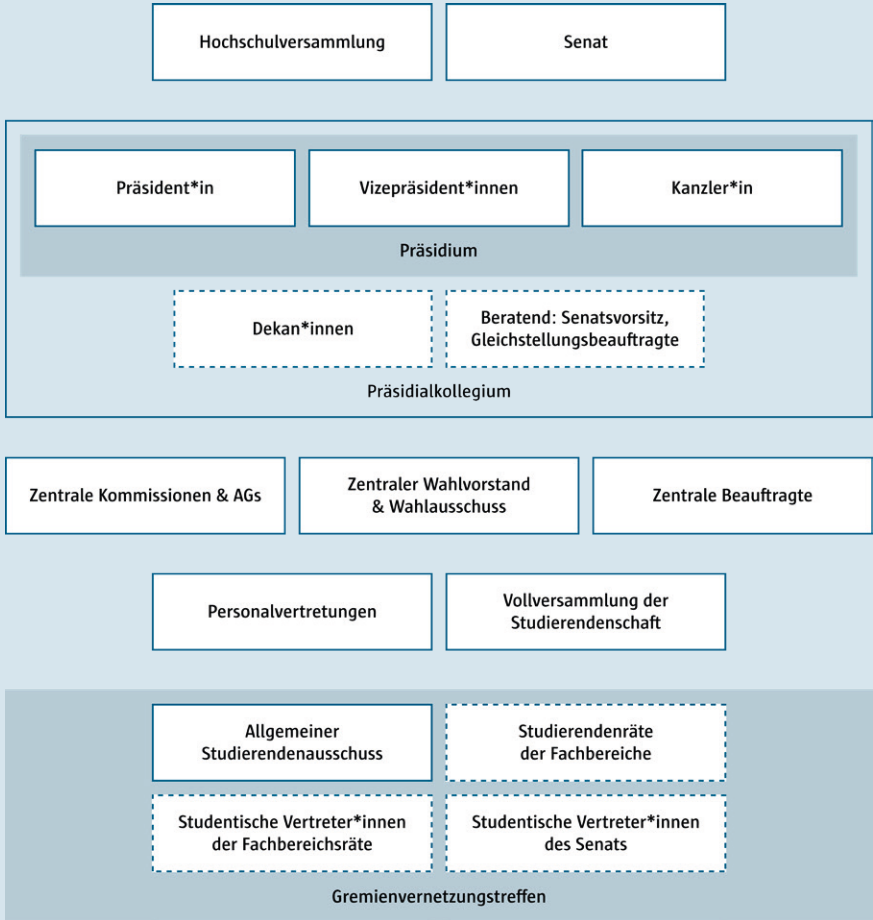 Hochschulversammlung
Senat
Präsident*in
Vizepräsident*innen
Kanzler*in
Präsidium
Dekan*innen
Beratend: Senatsvorsitz,
Gleichstellungsbeauftragte
Präsidialkollegium
Zentrale Kommissionen & AGs
Zentraler Wahlvorstand
& Wahlausschuss
Zentrale Beauftragte
Personalvertretungen
Vollversammlung der
Studierendenschaft
Allgemeiner
Studierendenausschuss
Studierendenräte
der Fachbereiche
Studentische Vertreter*innen
der Fachbereichsräte
Studentische Vertreter*innen
des Senats
Gremienvernetzungstreffen